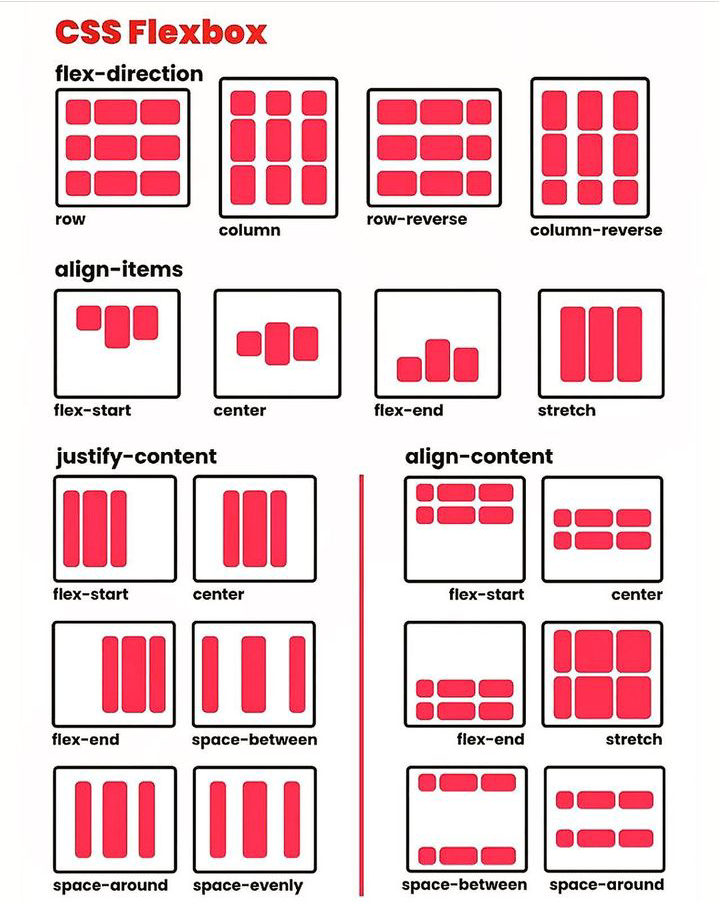 CSS Flexbox
flex-direction
row
column
row-reverse
column-reverse
align-items
flex-start
center
flex-end
stretch
justify-content
flex-start
center
flex-end
space-between
space-around
space-evenly
align-content
flex-start
center
flex-end
stretch
space-between
space-around